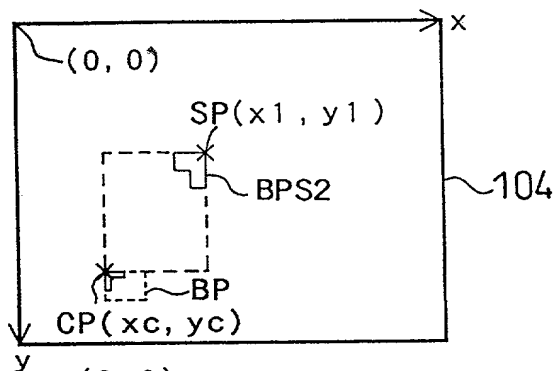 x
(0, 0)
SP(x1, y1)
BPS2
104
BP
CP(xc, yc)
y